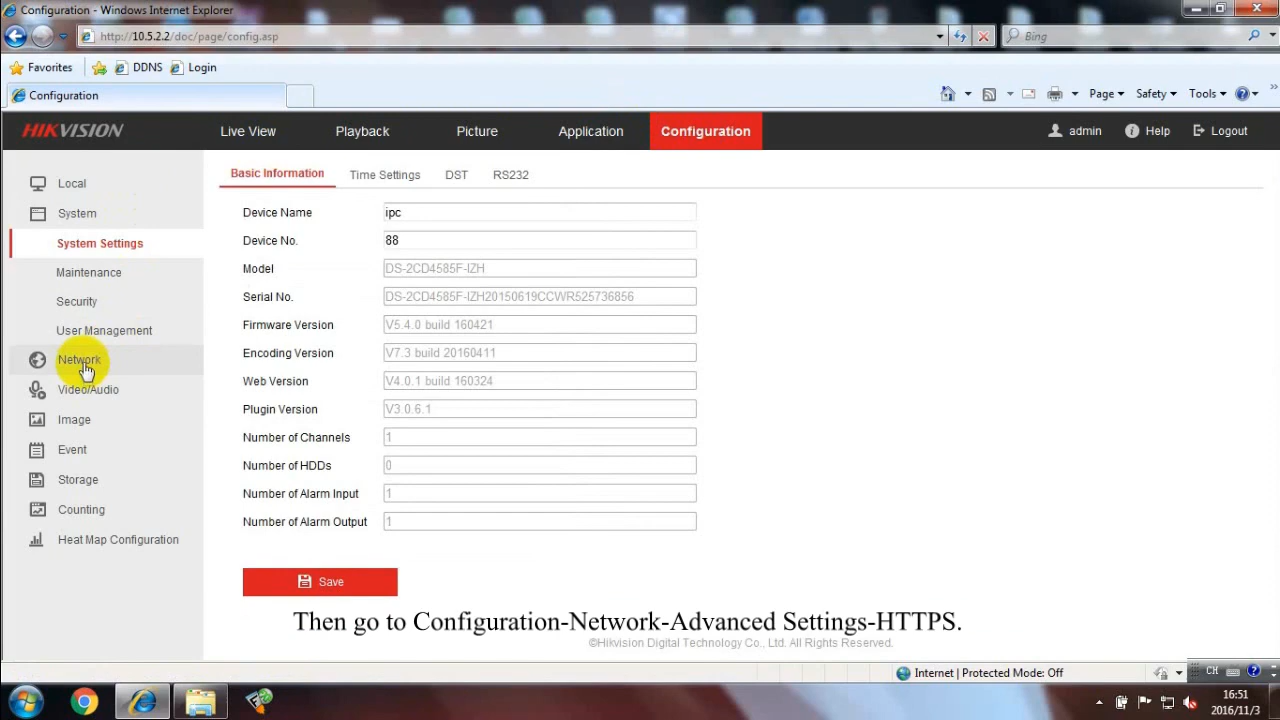 Configuration - Windows Internet Explorer
http://10.5.2.2/doc/page/config.asp
Bing
Favorites DDNS Login
Configuration
Page Safety Tools
HIKVISION Live View Playback Picture Application Configuration admin Help Logout
Local
System
System Settings
Maintenance
Security
User Management
Network
Video/Audio
Image
Event
Storage
Counting
Heat Map Configuration
Basic Information Time Settings DST RS232
Device Name ipc
Device No. 88
Model DS-2CD4585F-IZH
Serial No. DS-2CD4585F-IZH20150619CCWR525736856
Firmware Version V5.4.0 build 160421
Encoding Version V7.3 build 20160411
Web Version V4.0.1 build 160324
Plugin Version V3.0.6.1
Number of Channels 1
Number of HDDs 0
Number of Alarm Input 1
Number of Alarm Output 1
Save
Then go to Configuration-Network-Advanced Settings-HTTPS.
©Hikvision Digital Technology Co., Ltd. All Rights Reserved.
Internet | Protected Mode: Off
CH
16:51
2016/11/3